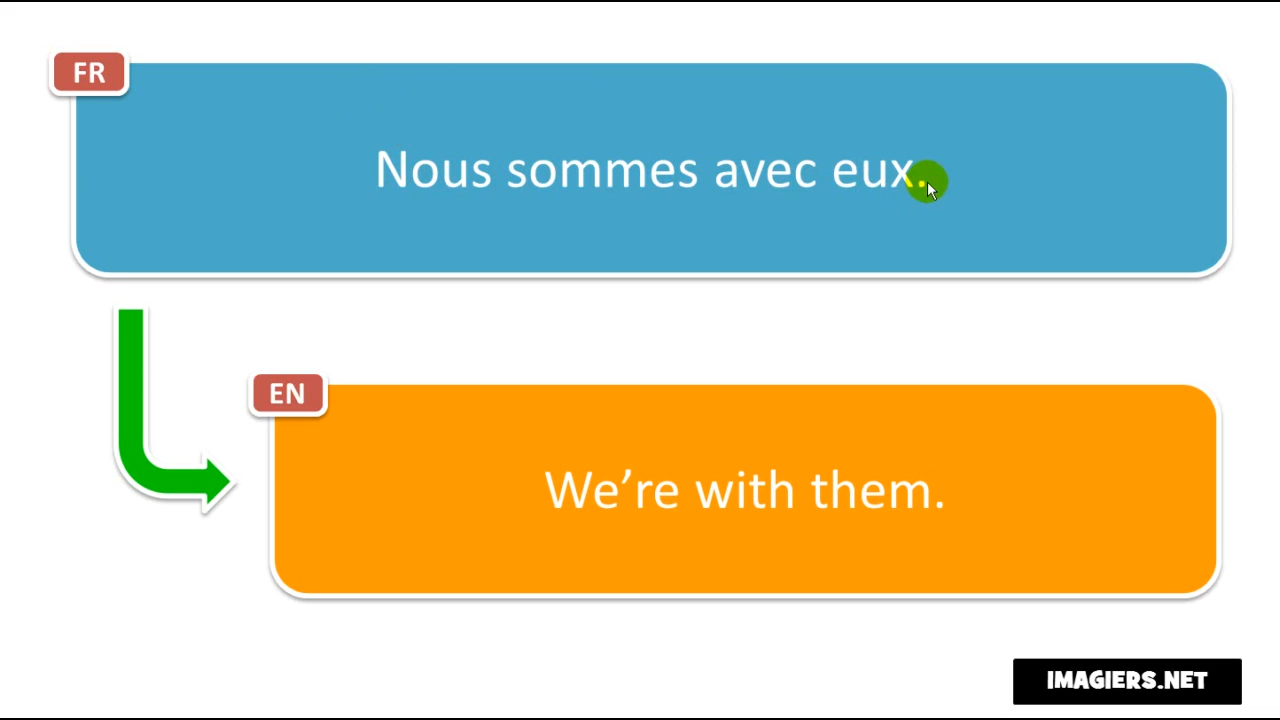 FR
Nous sommes avec eux.
EN
We’re with them.
IMAGIERS.NET